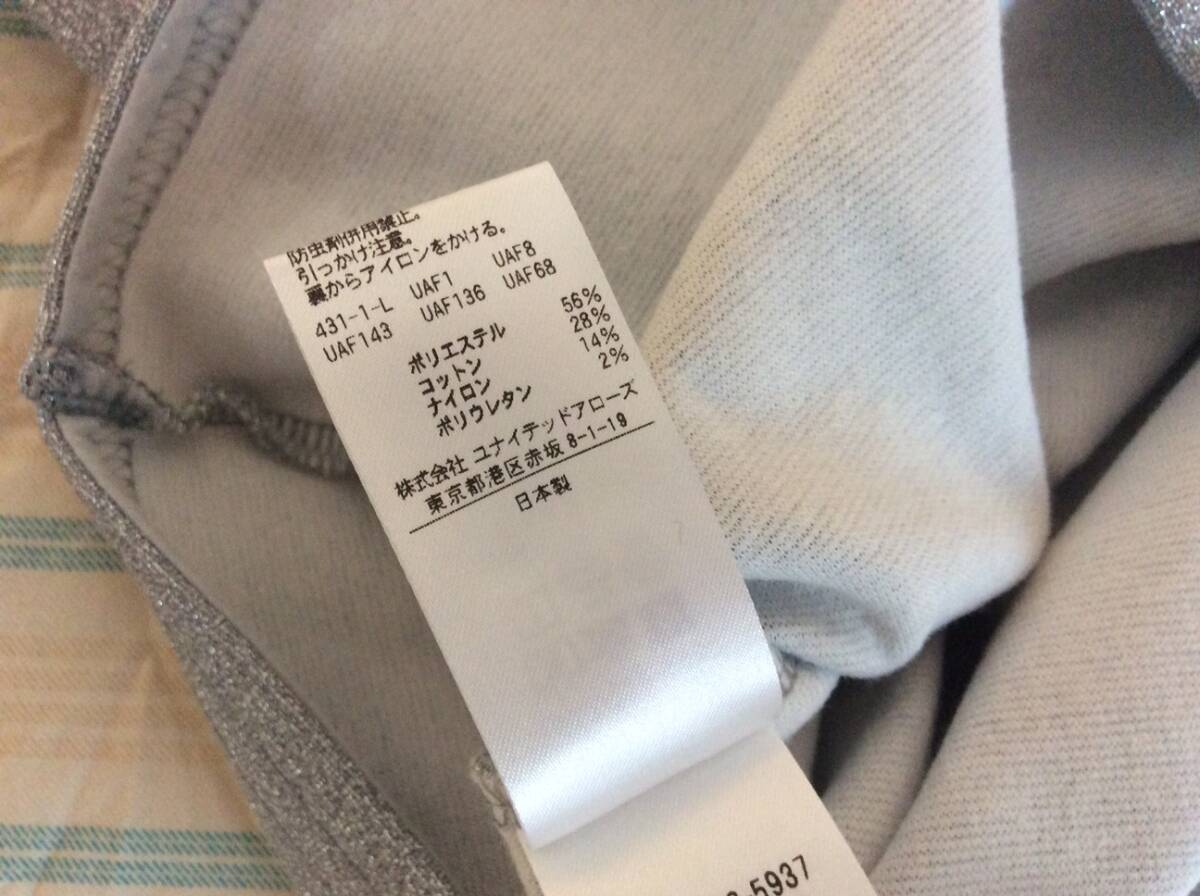 防虫剤併用禁止。
引っかけ注意。
裏からアイロンをかける。
431-1-L UAF1 UAF8
UAF143 UAF136 UAF68
ポリエステル 56%
コットン 28%
ナイロン 14%
ポリウレタン 2%
株式会社 ユナイテッドアローズ
東京都港区赤坂 8-1-19
日本製
-5937